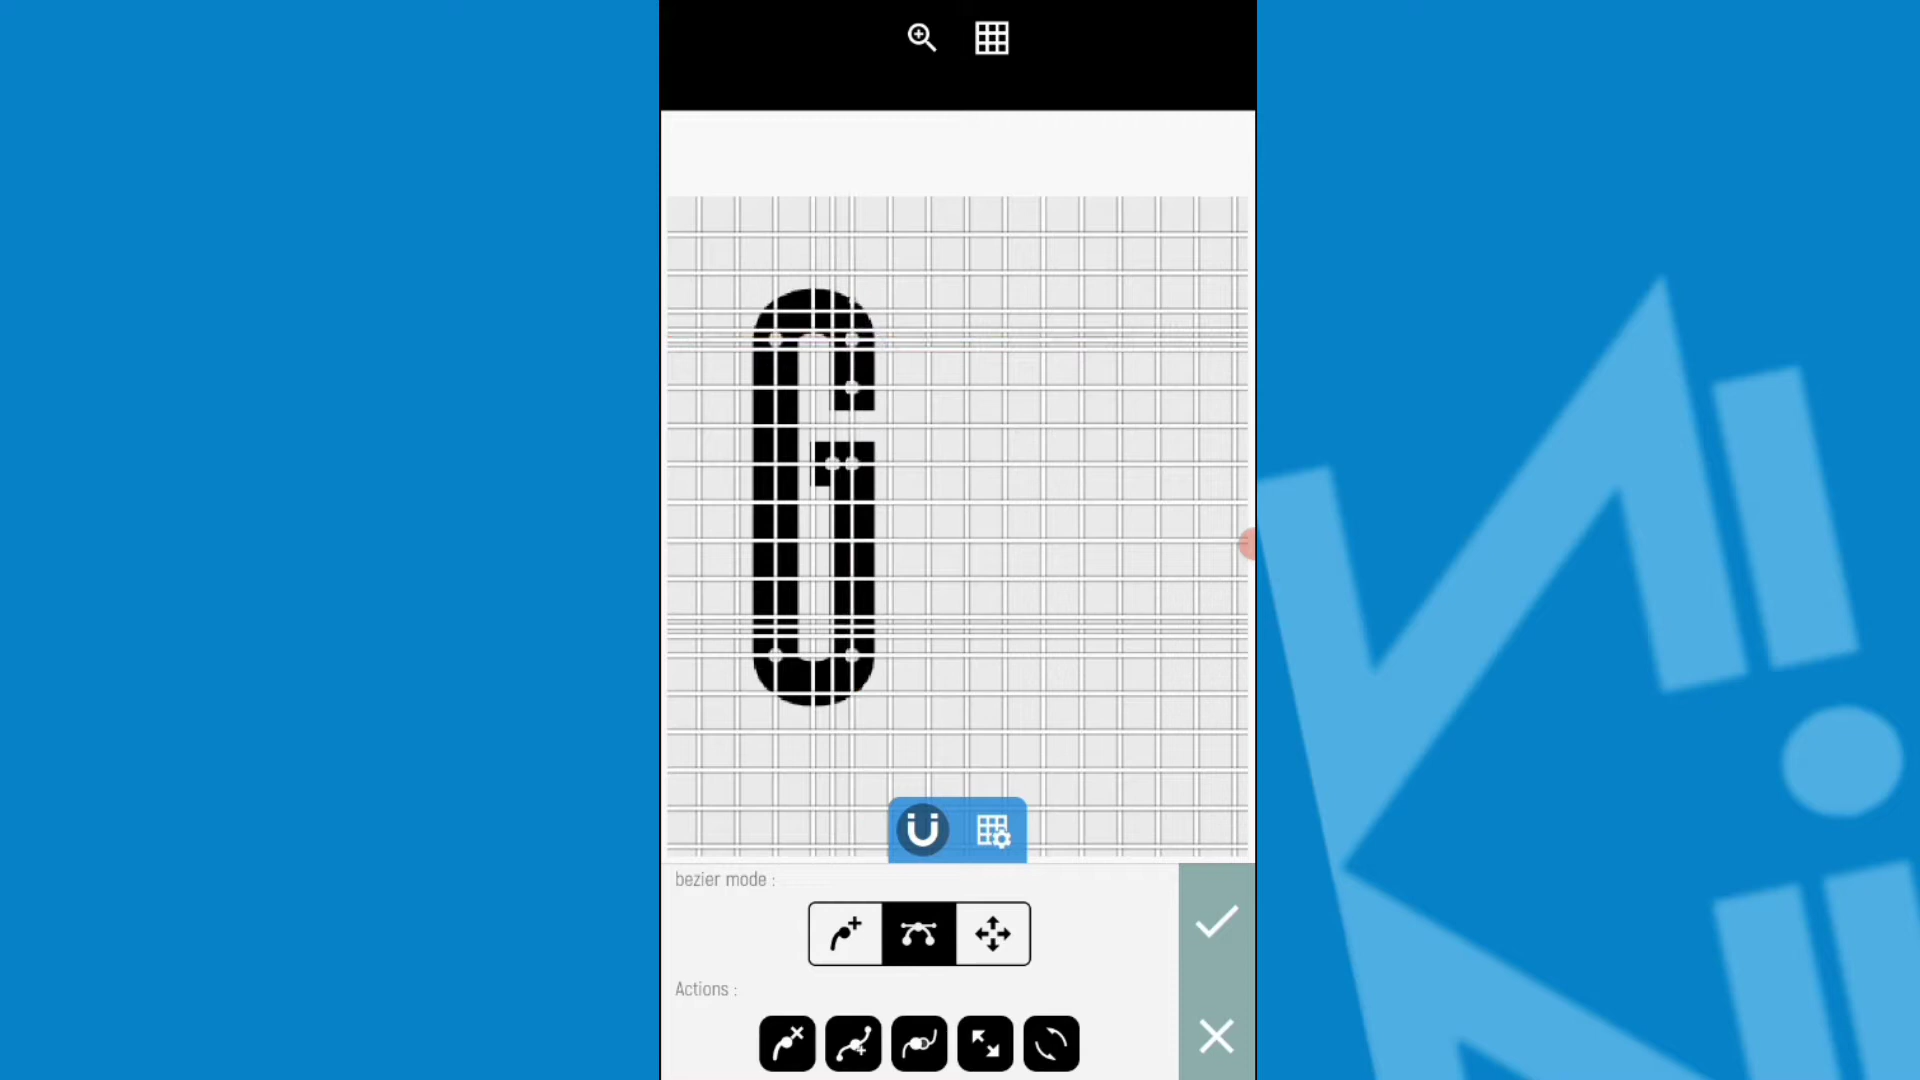 G
bezier mode :
Actions :